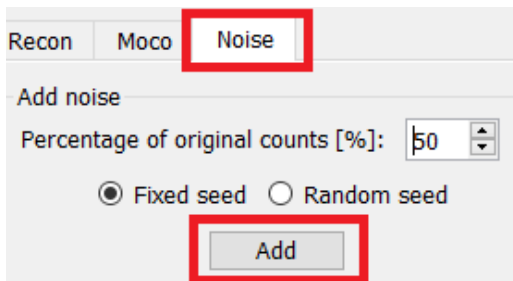 Recon Moco Noise
Add noise
Percentage of original counts [%]: 50
Fixed seed Random seed
Add